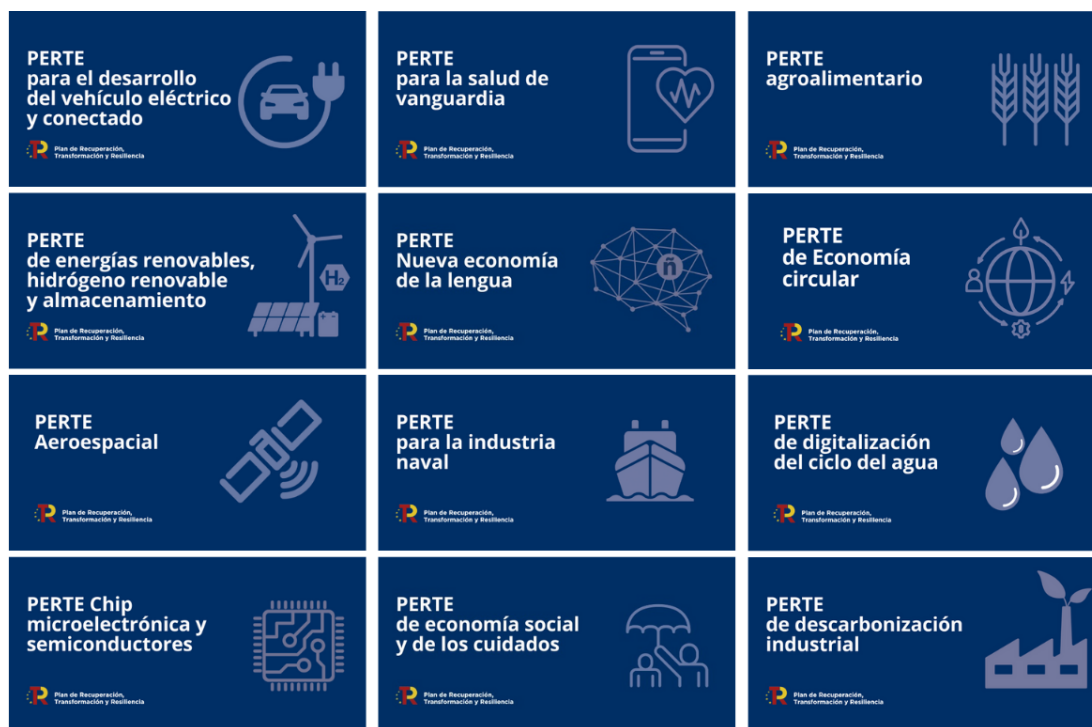 PERTE
para el desarrollo
del vehículo eléctrico
y conectado
Plan de Recuperación,
Transformación y Resiliencia
PERTE
para la salud de
vanguardia
Plan de Recuperación,
Transformación y Resiliencia
PERTE
agroalimentario
Plan de Recuperación,
Transformación y Resiliencia
PERTE
de energías renovables,
hidrógeno renovable
y almacenamiento
H2
Plan de Recuperación,
Transformación y Resiliencia
PERTE
Nueva economía
de la lengua
ñ
Plan de Recuperación,
Transformación y Resiliencia
PERTE
de Economía
circular
Plan de Recuperación,
Transformación y Resiliencia
PERTE
Aeroespacial
Plan de Recuperación,
Transformación y Resiliencia
PERTE
para la industria
naval
Plan de Recuperación,
Transformación y Resiliencia
PERTE
de digitalización
del ciclo del agua
Plan de Recuperación,
Transformación y Resiliencia
PERTE Chip
microelectrónica y
semiconductores
Plan de Recuperación,
Transformación y Resiliencia
PERTE
de economía social
y de los cuidados
Plan de Recuperación,
Transformación y Resiliencia
PERTE
de descarbonización
industrial
Plan de Recuperación,
Transformación y Resiliencia